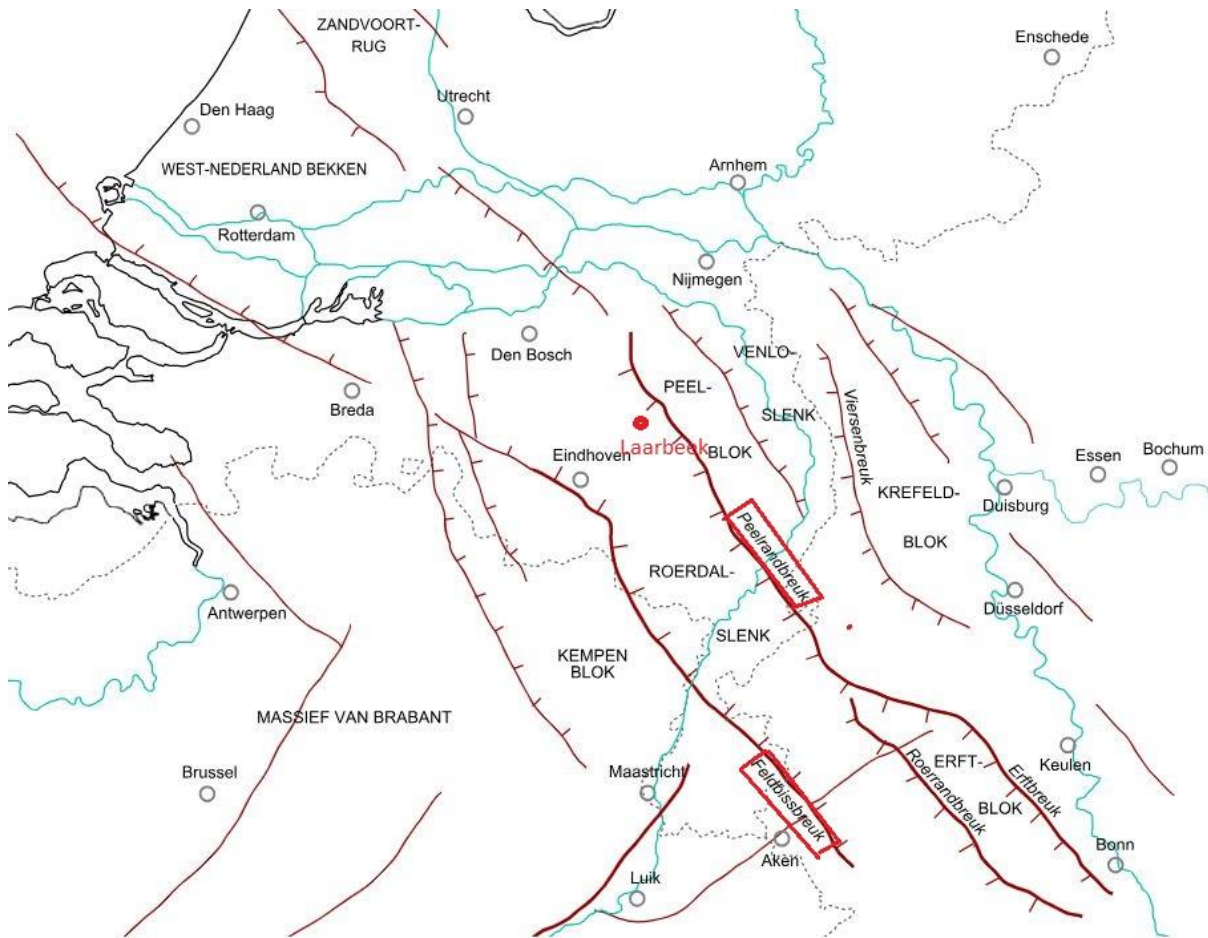 ZANDVOORT-
RUG
Enschede
Utrecht
Den Haag
WEST-NEDERLAND BEKKEN
Arnhem
Rotterdam
Nijmegen
Den Bosch
VENLO-
SLENK
PEEL-
BLOK
Breda
Laarbeek
Viersenbreuk
Eindhoven
Essen
Bochum
KREFELD-
BLOK
Duisburg
Peelrandbreuk
ROERDAL-
SLENK
Antwerpen
Düsseldorf
KEMPEN
BLOK
MASSIEF VAN BRABANT
Brussel
Maastricht
Feldbissbreuk
Keulen
ERFT-
BLOK
Roerrandbreuk
Erftbreuk
Aken
Bonn
Luik